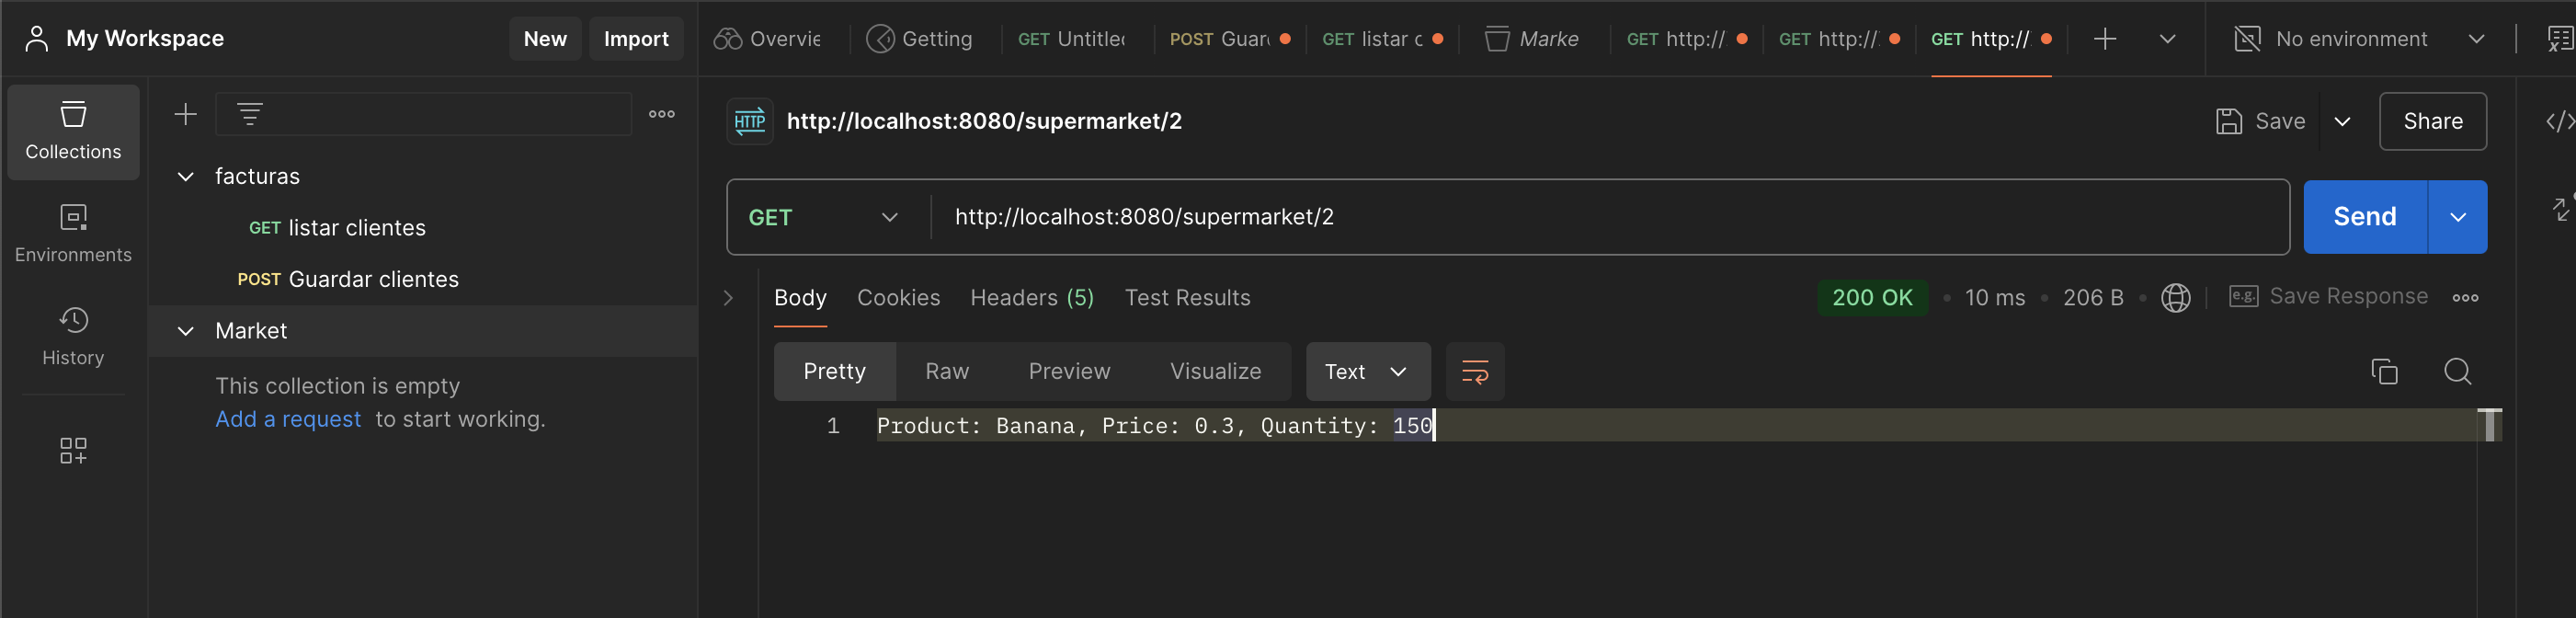 My Workspace
New
Import
Overvie
Getting
GET Untitled
POST Guar
GET listar c
Marke
GET http://
GET http://
GET http://
No environment
Collections
Environments
History
facturas
GET listar clientes
POST Guardar clientes
Market
This collection is empty
Add a request to start working.
HTTP
http://localhost:8080/supermarket/2
Save
Share
GET
http://localhost:8080/supermarket/2
Send
Body
Cookies
Headers (5)
Test Results
200 OK
10 ms
206 B
e.g.
Save Response
Pretty
Raw
Preview
Visualize
Text
1
Product: Banana, Price: 0.3, Quantity: 150